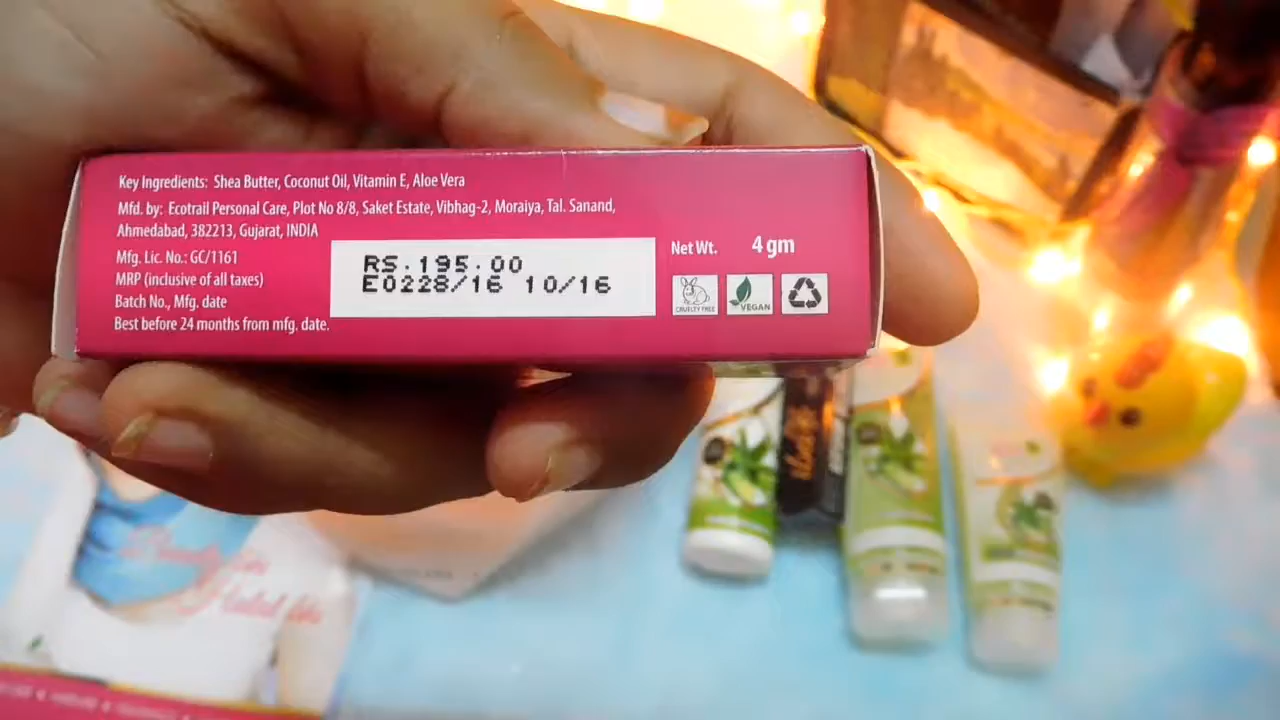 Key Ingredients: Shea Butter, Coconut Oil, Vitamin E, Aloe Vera
Mfd. by: Ecotrail Personal Care, Plot No 8/8, Saket Estate, Vibhag-2, Moraiya, Tal. Sanand,
Ahmedabad, 382213, Gujarat, INDIA
Mfg. Lic. No.: GC/1161
MRP (inclusive of all taxes)
Batch No., Mfg. date
Best before 24 months from mfg. date.
RS.195.00
E0228/16 10/16
Net Wt. 4 gm
CRUELTY FREE
VEGAN